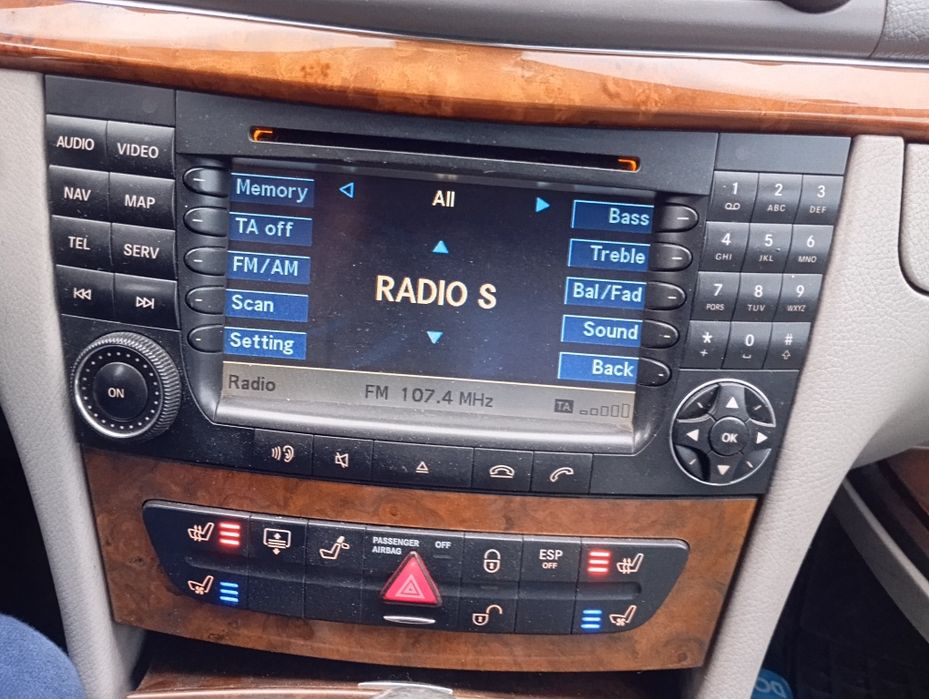 AUDIO
VIDEO
NAV
MAP
TEL
SERV
ON
Memory
TA off
FM/AM
Scan
Setting
All
RADIO S
Bass
Treble
Bal/Fad
Sound
Back
Radio FM 107.4 MHz TA
1
2 ABC
3 DEF
4 GHI
5 JKL
6 MNO
7 PQRS
8 TUV
9 WXYZ
* +
0
#
OK
PASSENGER OFF
AIRBAG
ESP
OFF